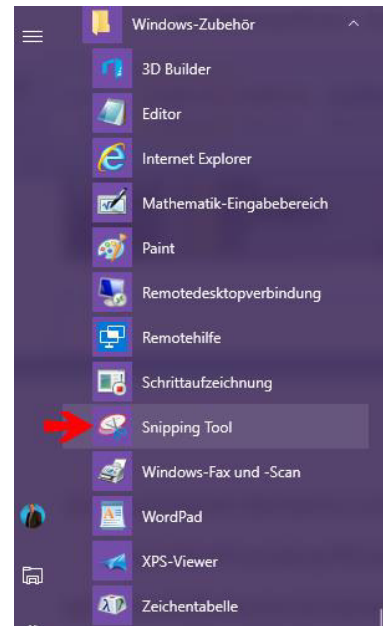 Windows-Zubehör
3D Builder
Editor
Internet Explorer
Mathematik-Eingabebereich
Paint
Remotedesktopverbindung
Remotehilfe
Schrittaufzeichnung
Snipping Tool
Windows-Fax und -Scan
WordPad
XPS-Viewer
Zeichentabelle